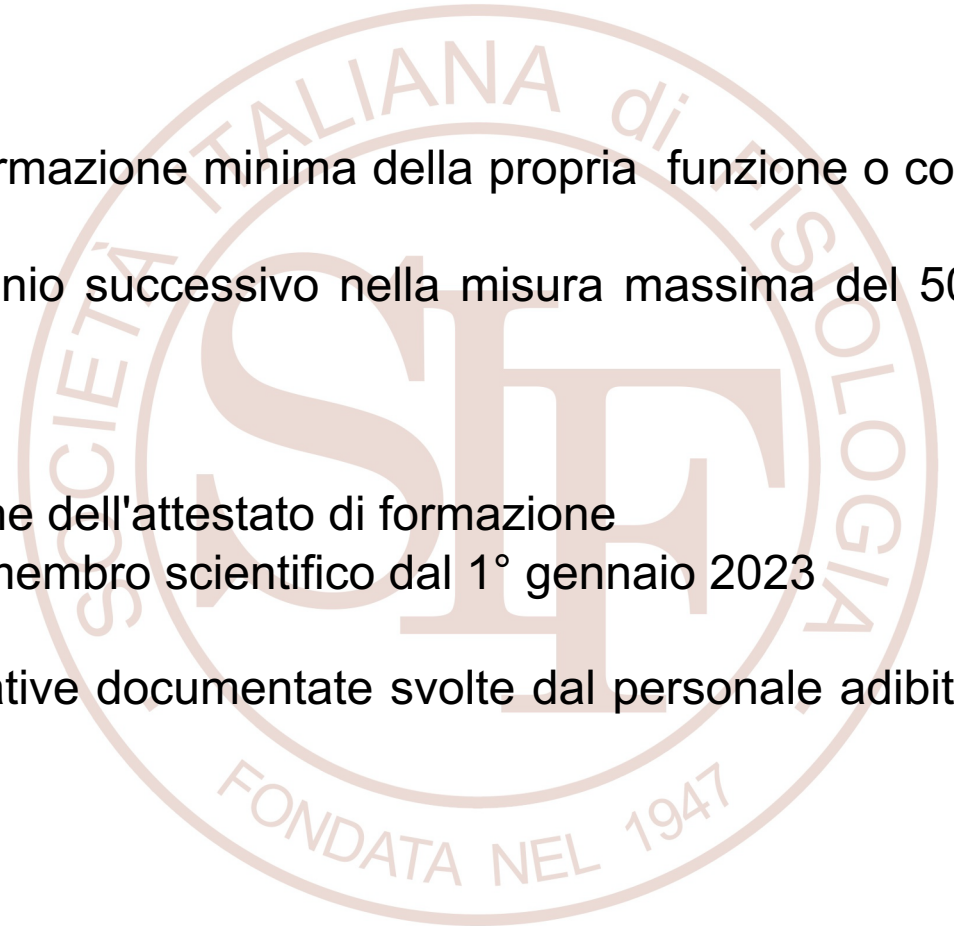 SOCIETÀ ITALIANA di FISIOLOGIA
rmazione minima della propria funzione o co
nio successivo nella misura massima del 50
SIF
ne dell'attestato di formazione
membro scientifico dal 1° gennaio 2023
ative documentate svolte dal personale adibit
FONDATA NEL 1947